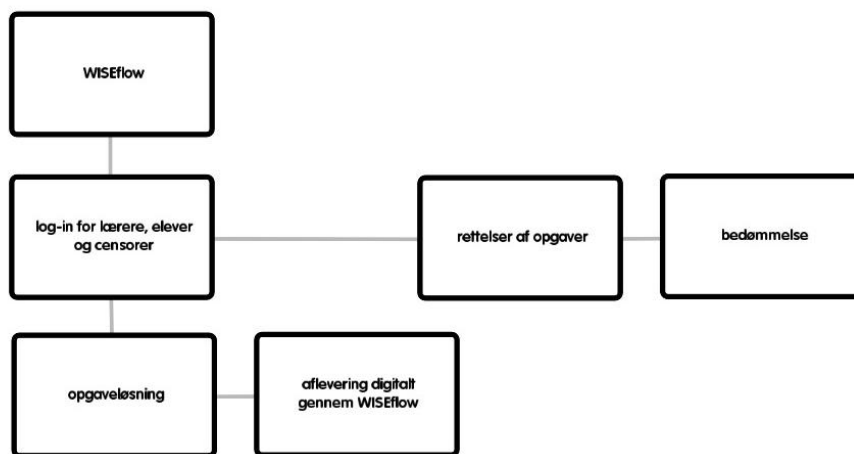 WISEflow
log-in for lærere, elever
og censorer
rettelser af opgaver
bedømmelse
opgaveløsning
aflevering digitalt
gennem WISEflow